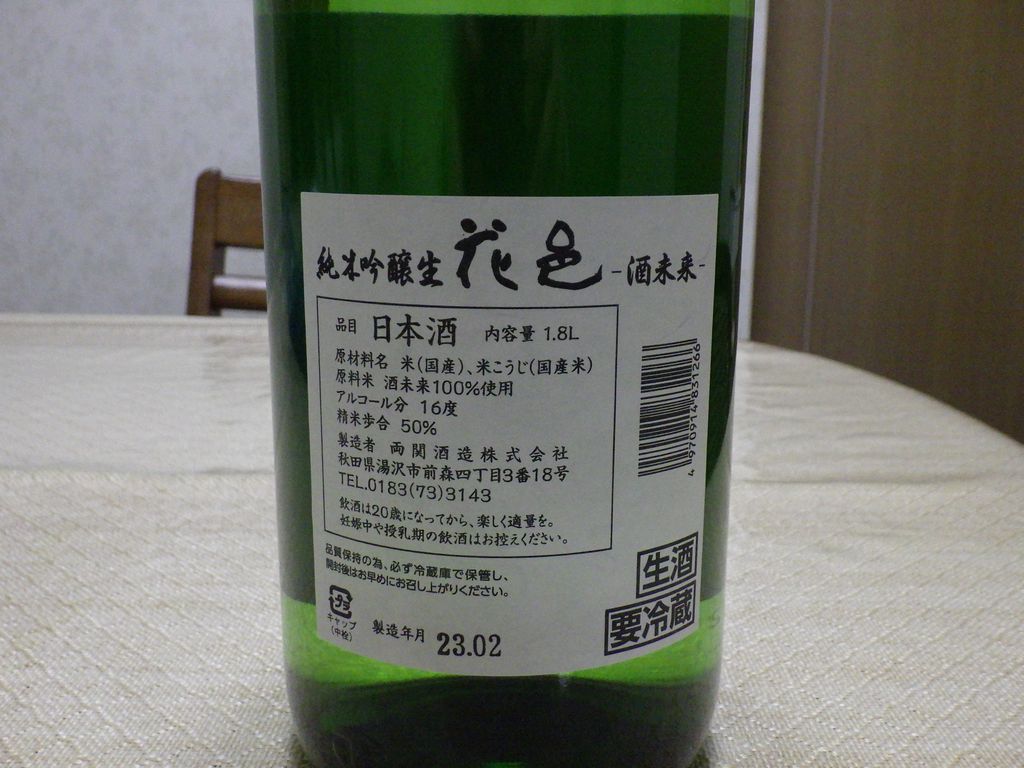 純米吟醸生 花邑 -酒未来-
品目 日本酒 内容量 1.8L
原材料名 米(国産)、米こうじ(国産米)
原料米 酒未来100%使用
アルコール分 16度
精米歩合 50%
製造者 両関酒造株式会社
秋田県湯沢市前森四丁目3番18号
TEL.0183(73)3143
飲酒は20歳になってから、楽しく適量を。
妊娠中や授乳期の飲酒はお控えください。
4 970914 831266
品質保持の為、必ず冷蔵庫で保管し、
開封後はお早めにお召し上がりください。
生酒
要冷蔵
プラ
キャップ
(中栓)
製造年月 23.02